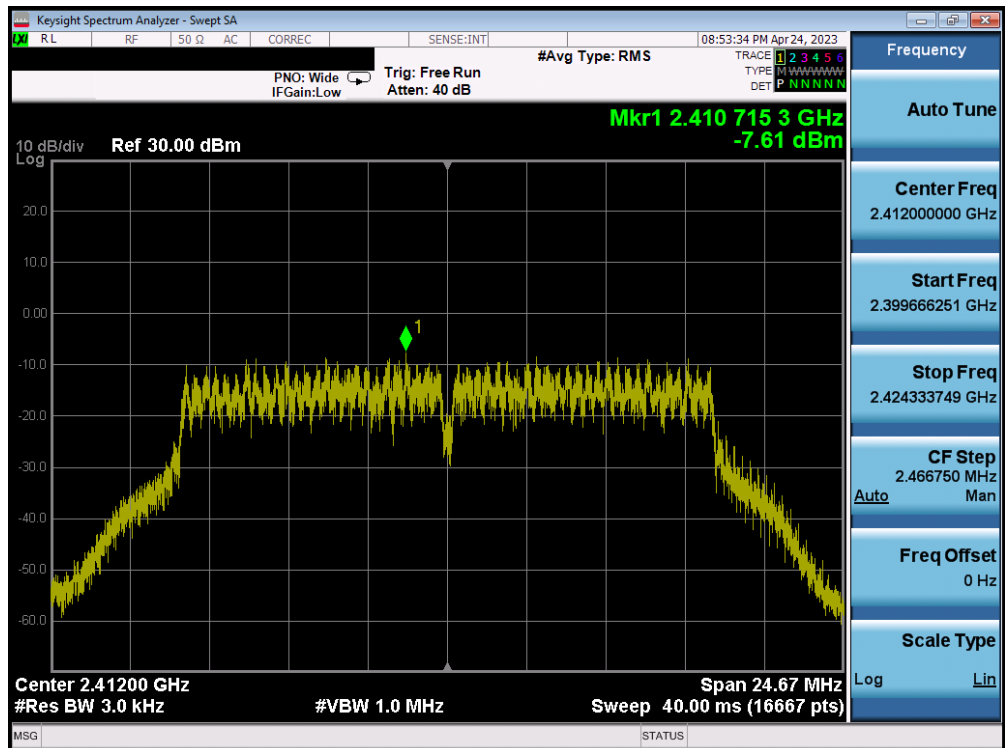 Keysight Spectrum Analyzer - Swept SA
LXI RL RF 50 Ω AC CORREC SENSE:INT 08:53:34 PM Apr 24, 2023
#Avg Type: RMS TRACE 1 2 3 4 5 6
PNO: Wide Trig: Free Run TYPE M WWWWW
IFGain:Low Atten: 40 dB DET P N N N N N
Mkr1 2.410 715 3 GHz
-7.61 dBm
10 dB/div Ref 30.00 dBm
Log
20.0
10.0
0.00
1
-10.0
-20.0
-30.0
-40.0
-50.0
-60.0
Center 2.41200 GHz Span 24.67 MHz
#Res BW 3.0 kHz #VBW 1.0 MHz Sweep 40.00 ms (16667 pts)
MSG STATUS
Frequency
Auto Tune
Center Freq
2.412000000 GHz
Start Freq
2.399666251 GHz
Stop Freq
2.424333749 GHz
CF Step
2.466750 MHz
Auto Man
Freq Offset
0 Hz
Scale Type
Log Lin